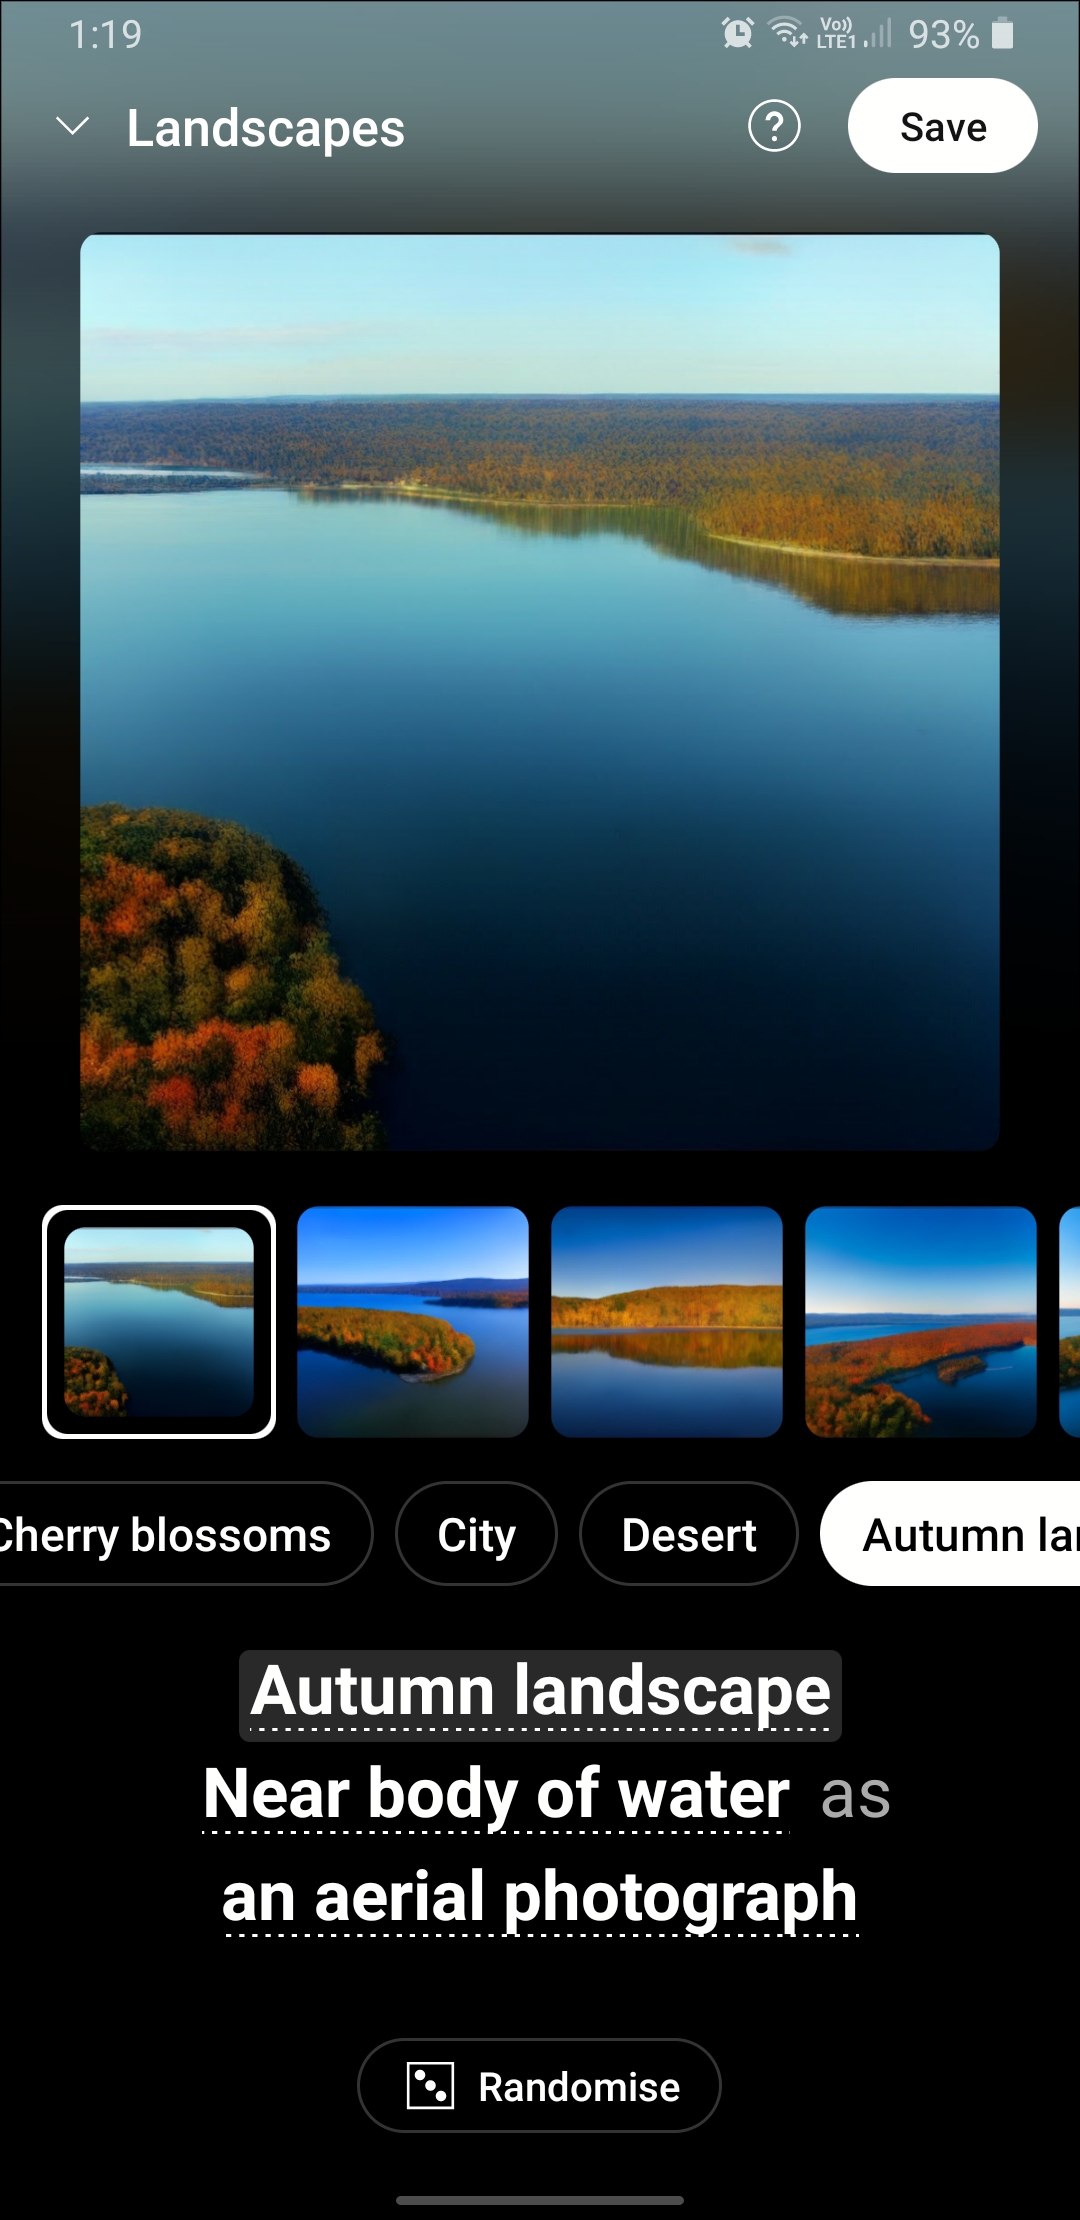 1:19 Vo)) LTE1 93%
Landscapes ? Save
Cherry blossoms City Desert Autumn
Autumn landscape
Near body of water as
an aerial photograph
Randomise